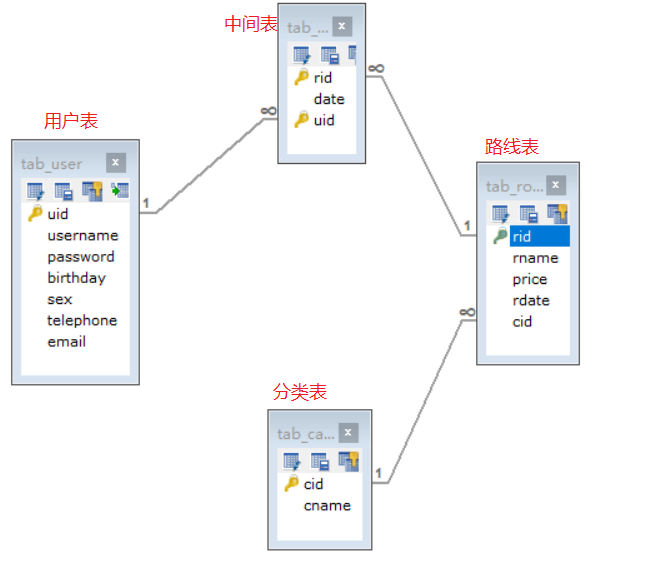 中间表
tab_...
x
rid
date
uid
∞
∞
用户表
tab_user
x
1
uid
username
password
birthday
sex
telephone
email
路线表
tab_ro...
x
1
rid
rname
price
rdate
cid
∞
分类表
tab_ca...
x
1
cid
cname